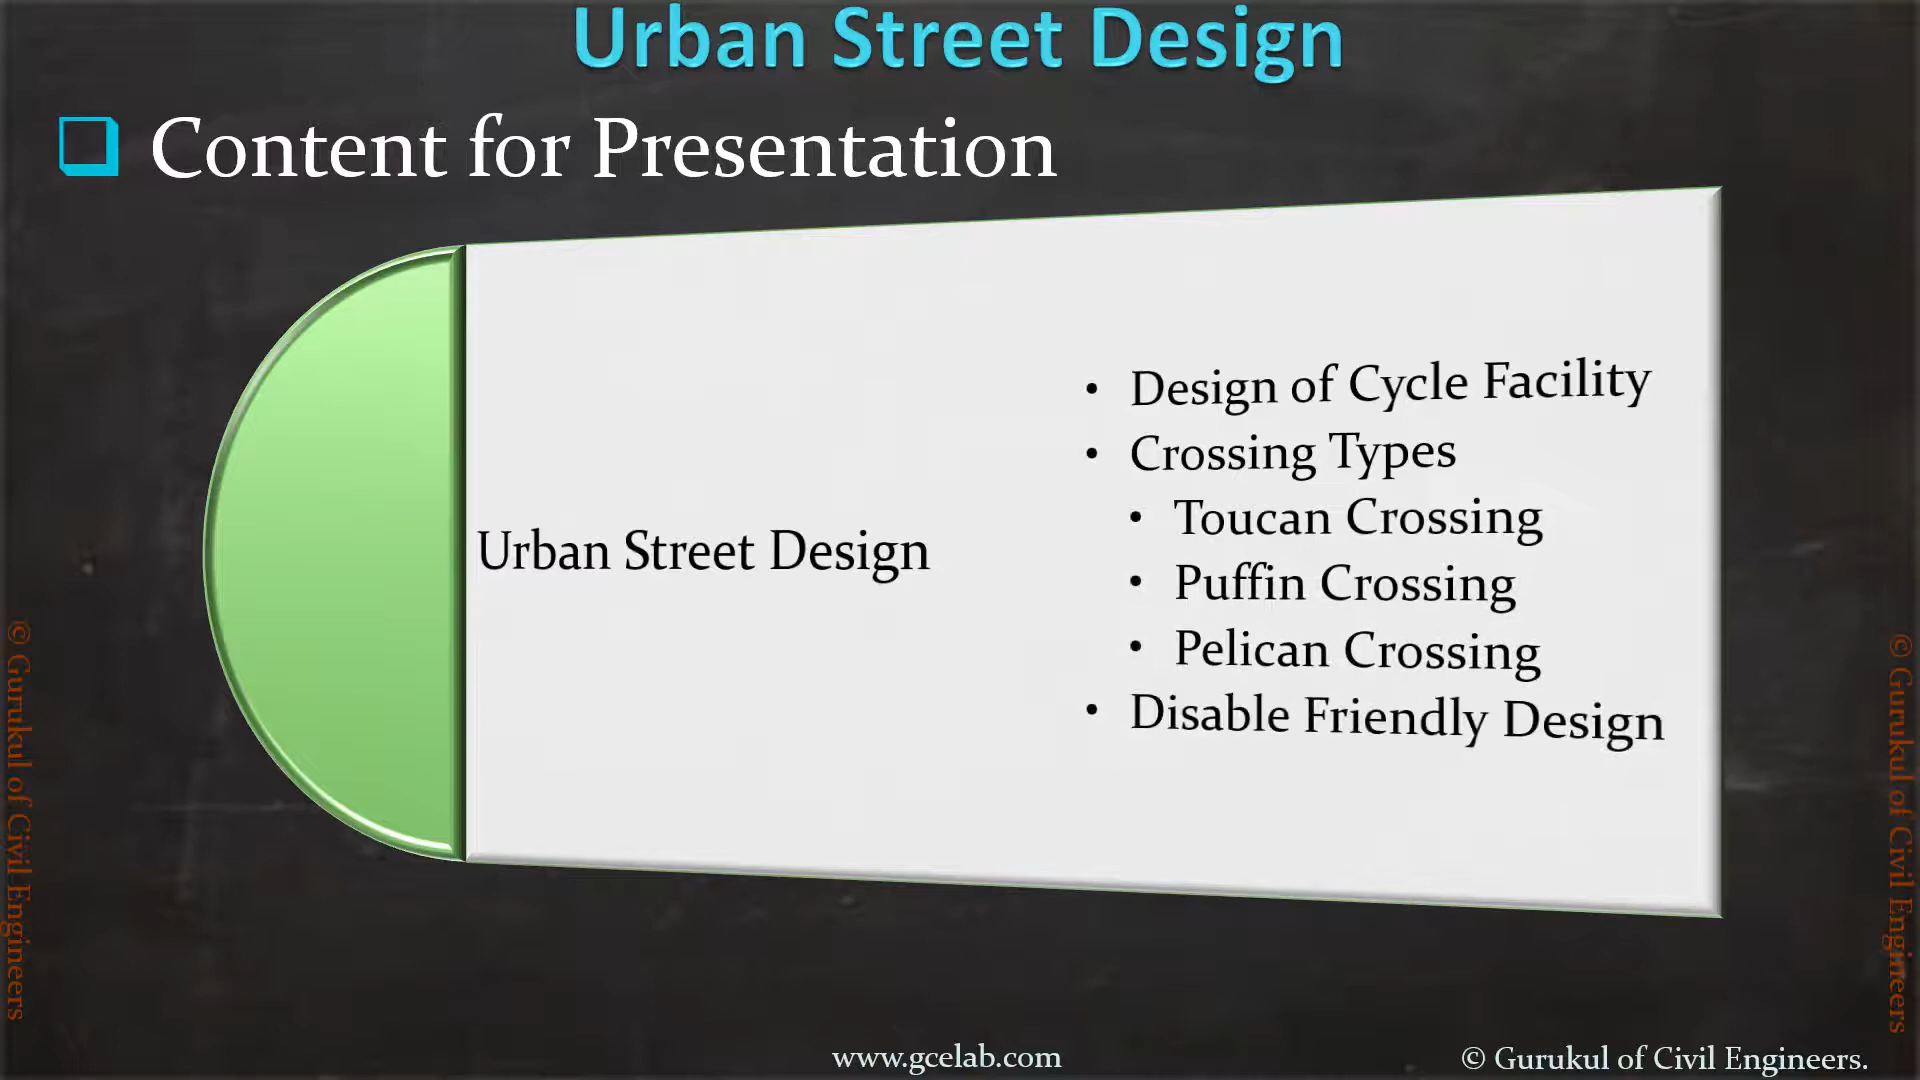 Urban Street Design
Content for Presentation
Urban Street Design
• Design of Cycle Facility
• Crossing Types
• Toucan Crossing
• Puffin Crossing
• Pelican Crossing
• Disable Friendly Design
© Gurukul of Civil Engineers
© Gurukul of Civil Engineers
www.gcelab.com
© Gurukul of Civil Engineers.